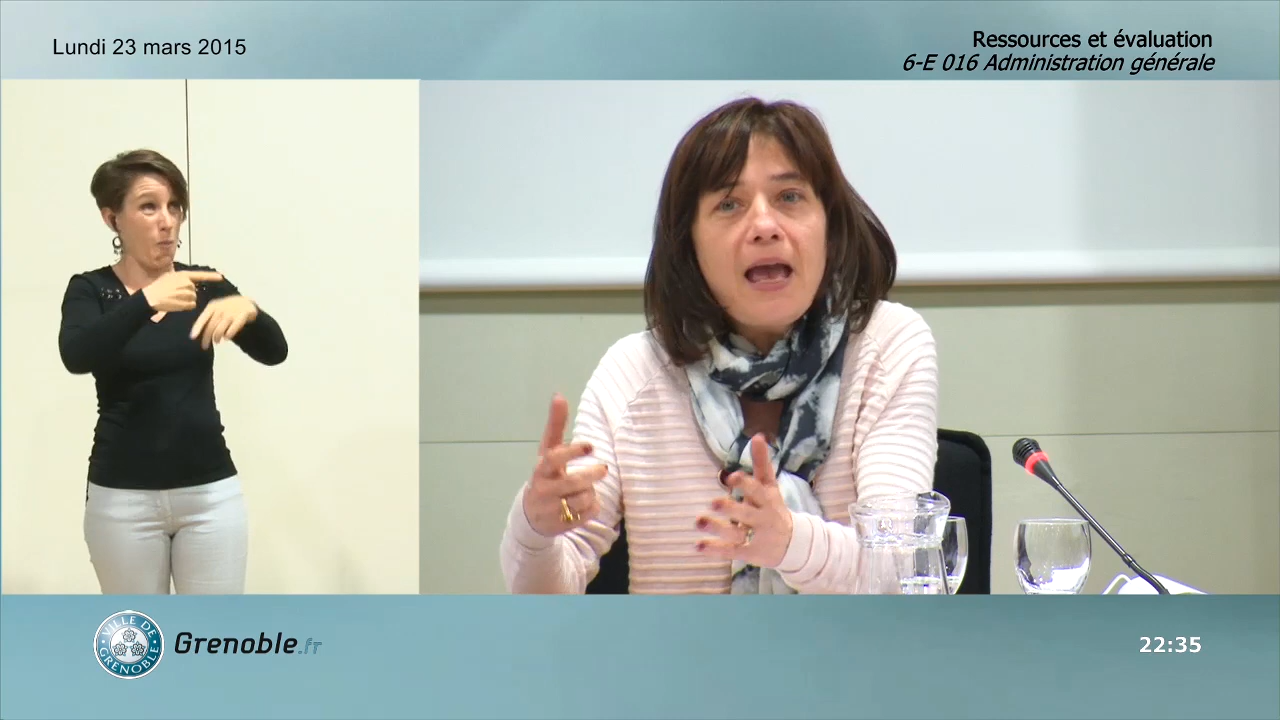 Lundi 23 mars 2015
Ressources et évaluation
6-E 016 Administration générale
VILLE DE
GRENOBLE
Grenoble.fr
22:35